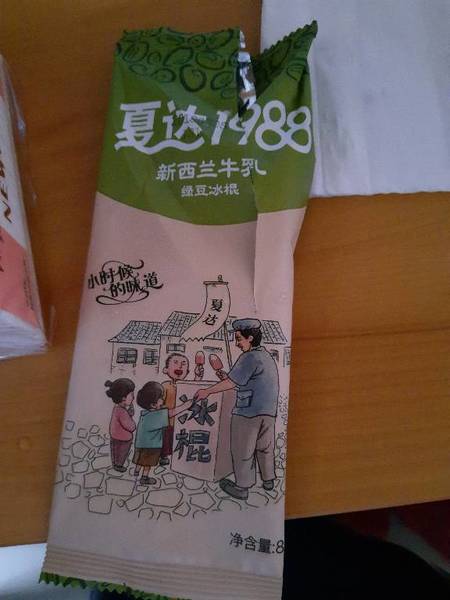 夏达1988
新西兰牛乳
绿豆冰棍
小时候
的味道
夏达
冰棍
净含量:8